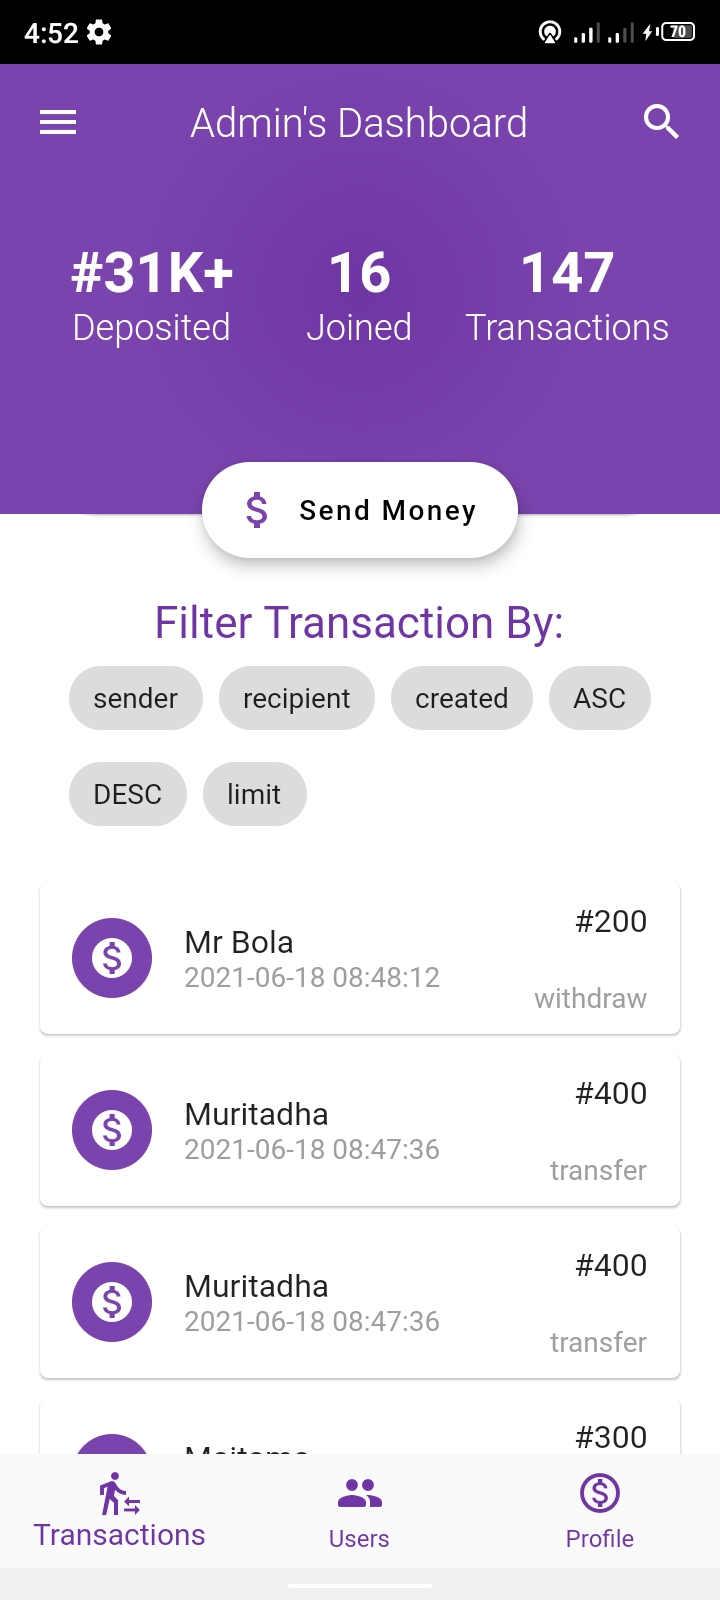 4:52
70
Admin's Dashboard
#31K+ 16 147
Deposited Joined Transactions
$ Send Money
Filter Transaction By:
sender recipient created ASC
DESC limit
#200
Mr Bola
2021-06-18 08:48:12
withdraw
#400
Muritadha
2021-06-18 08:47:36
transfer
#400
Muritadha
2021-06-18 08:47:36
transfer
#300
Transactions Users Profile